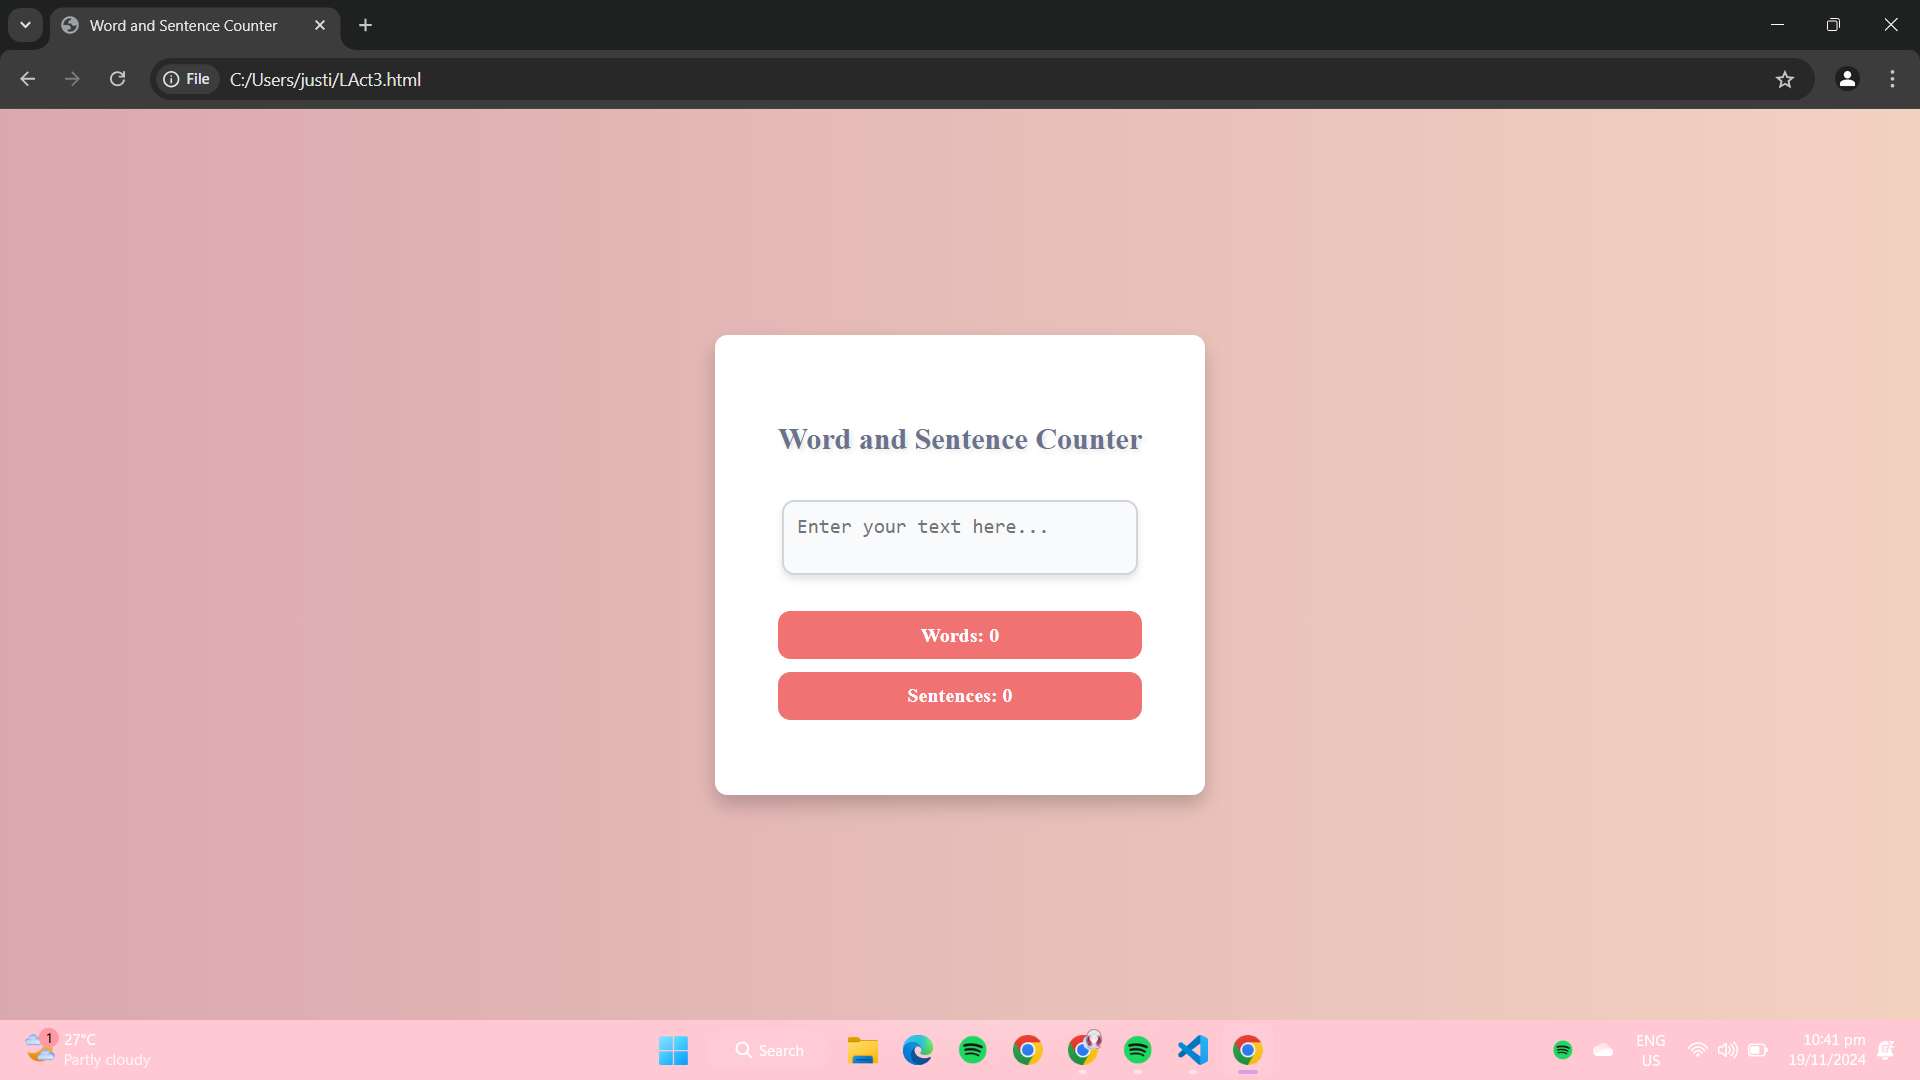 Word and Sentence Counter
File C:/Users/justi/LAct3.html
Word and Sentence Counter
Enter your text here...
Words: 0
Sentences: 0
1
27°C
Partly cloudy
Search
ENG
US
10:41 pm
19/11/2024